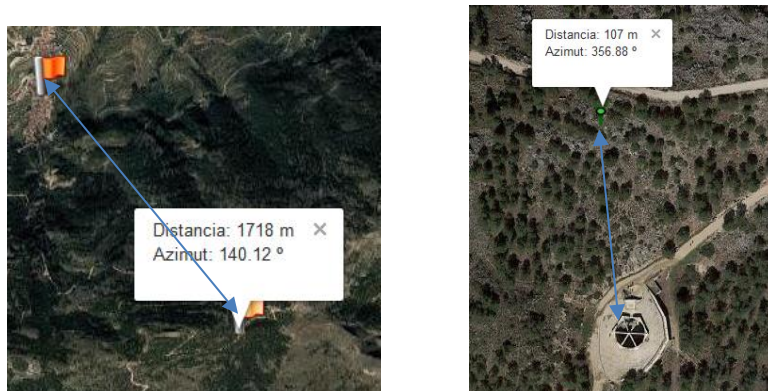 Distancia: 1718 m ×
Azimut: 140.12 º
Distancia: 107 m ×
Azimut: 356.88 º